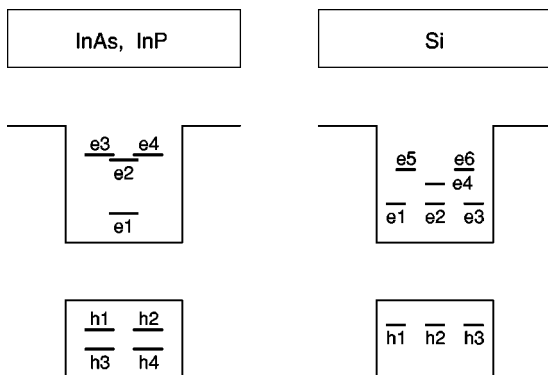 InAs, InP
Si
e3 e4
e2
e1
e5 e6
e4
e1 e2 e3
h1 h2
h3 h4
h1 h2 h3